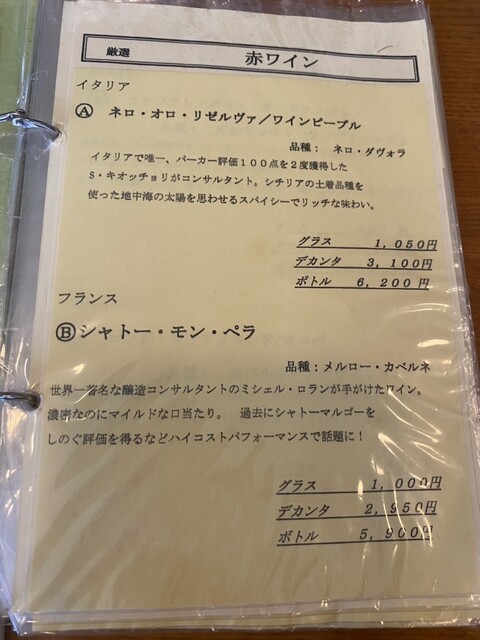 厳選 赤ワイン
イタリア
Ⓐ ネロ・オロ・リゼルヴァ／ワインピープル
品種： ネロ・ダヴォラ
イタリアで唯一、パーカー評価１００点を２度獲得した
Ｓ・キオッチョリがコンサルタント。シチリアの土着品種を
使った地中海の太陽を思わせるスパイシーでリッチな味わい。
グラス １，０５０円
デカンタ ３，１００円
ボトル ６，２００円
フランス
Ⓑ シャトー・モン・ペラ
品種：メルロー・カベルネ
世界一著名な醸造コンサルタントのミシェル・ロランが手がけたワイン。
濃密なのにマイルドな口当たり。 過去にシャトーマルゴーを
しのぐ評価を得るなどハイコストパフォーマンスで話題に！
グラス １，０００円
デカンタ ２，９５０円
ボトル ５，９００円